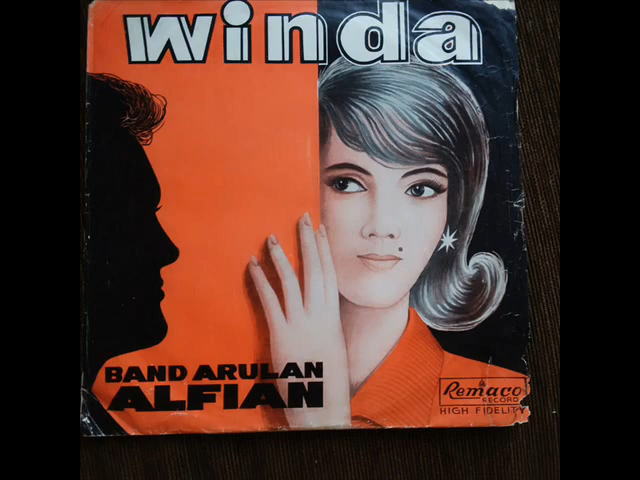 winda
BAND ARULAN
ALFIAN
Remaco
RECORD
HIGH FIDELITY